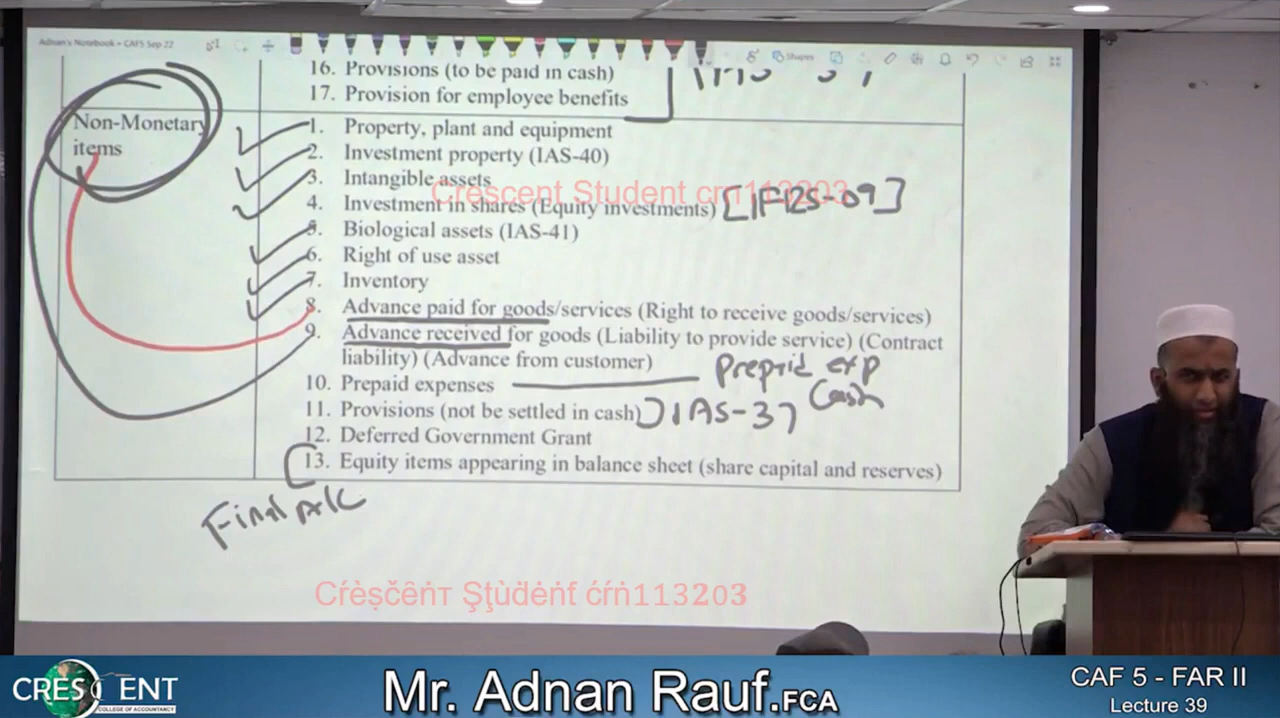 Adnan's Notebook > CAF5 Sep 22
Shapes
16. Provisions (to be paid in cash)
17. Provision for employee benefits
Non-Monetary
items
1. Property, plant and equipment
2. Investment property (IAS-40)
3. Intangible assets
Crescent Student crn113203
4. Investment in shares (Equity investments) [IFRS-09]
5. Biological assets (IAS-41)
6. Right of use asset
7. Inventory
8. Advance paid for goods/services (Right to receive goods/services)
9. Advance received for goods (Liability to provide service) (Contract
liability) (Advance from customer)
10. Prepaid expenses
Prepaid exp
Cash
11. Provisions (not be settled in cash) IAS-37
12. Deferred Government Grant
13. Equity items appearing in balance sheet (share capital and reserves)
Final A/c
Cŕèşčêṅт Şţùďėṅť ćŕṅ113203
CRESCENT
COLLEGE OF ACCOUNTANCY
Mr. Adnan Rauf.FCA
CAF 5 - FAR II
Lecture 39